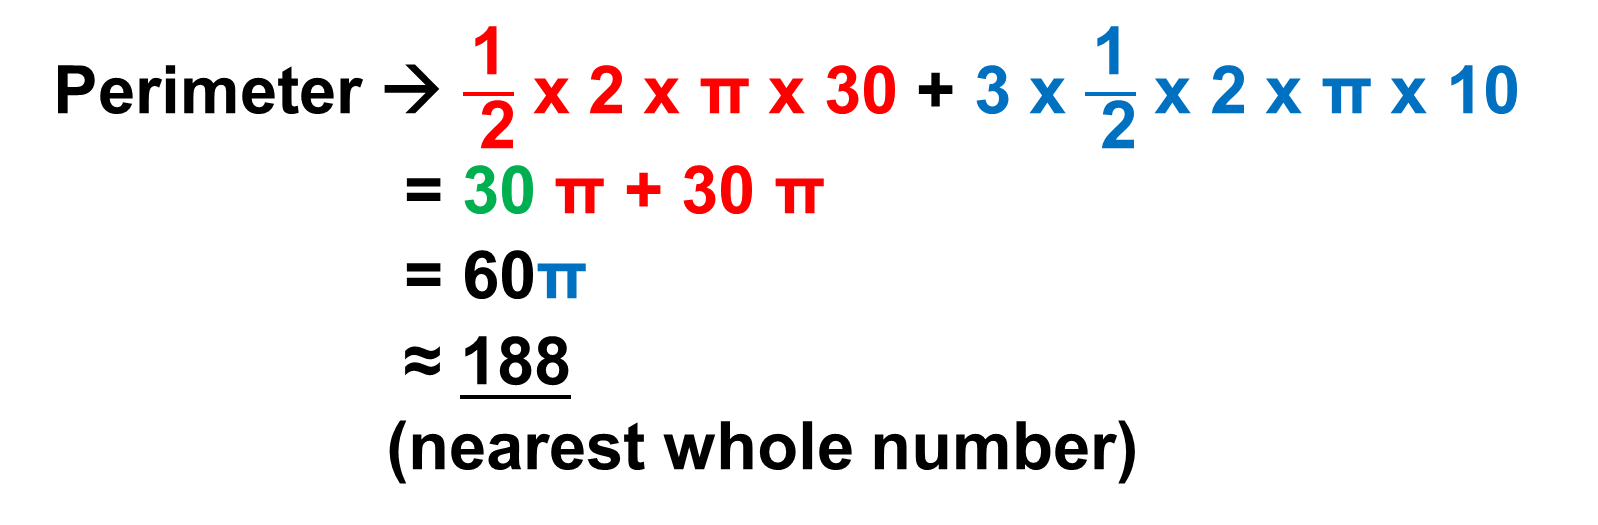 Perimeter → 1/2 x 2 x π x 30 + 3 x 1/2 x 2 x π x 10
= 30 π + 30 π
= 60π
≈ 188
(nearest whole number)